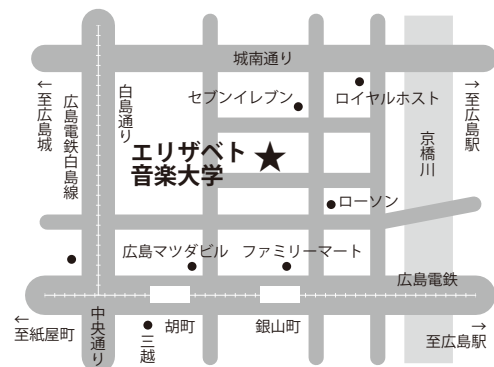 城南通り
セブンイレブン
ロイヤルホスト
←至広島城
広島電鉄白島線
白島通り
→至広島駅
京橋川
エリザベト
音楽大学
ローソン
広島マツダビル
ファミリーマート
広島電鉄
←
至紙屋町
中央通り
三越
胡町
銀山町
→
至広島駅